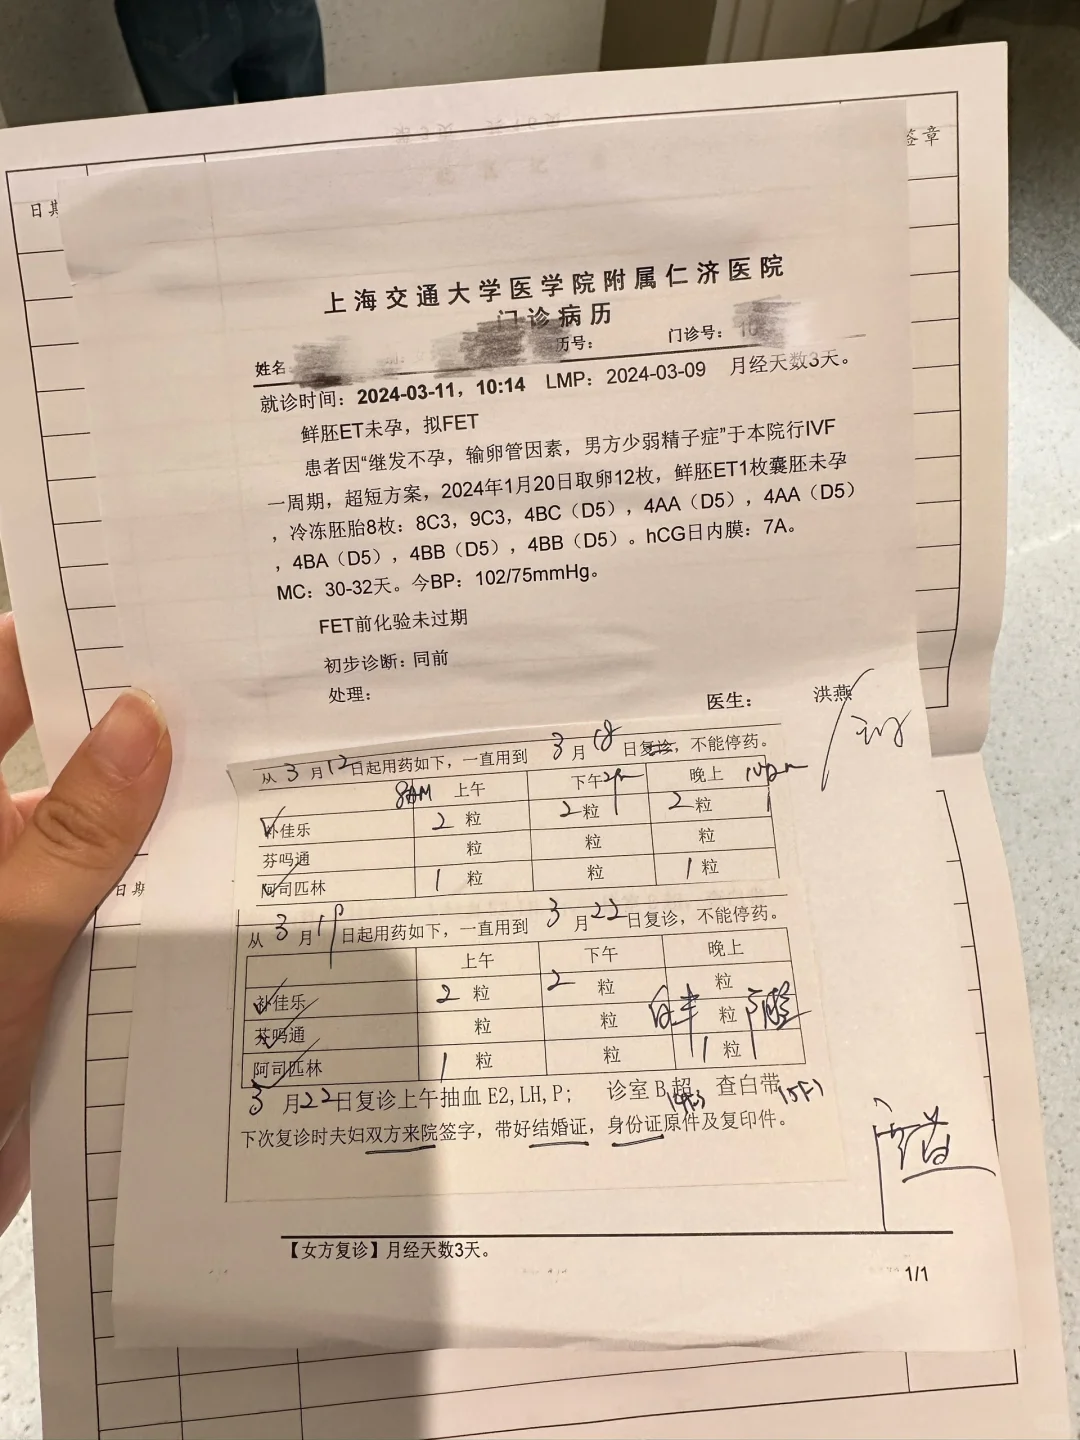 签章
日期
上海交通大学医学院附属仁济医院
门诊病历
姓名 历号： 门诊号：
就诊时间：2024-03-11，10:14 LMP：2024-03-09 月经天数3天。
鲜胚ET未孕，拟FET
患者因“继发不孕，输卵管因素，男方少弱精子症”于本院行IVF
一周期，超短方案，2024年1月20日取卵12枚，鲜胚ET1枚囊胚未孕
，冷冻胚胎8枚：8C3，9C3，4BC（D5），4AA（D5），4AA（D5）
，4BA（D5），4BB（D5），4BB（D5）。hCG日内膜：7A。
MC：30-32天。今BP：102/75mmHg。
FET前化验未过期
初步诊断：同前
处理：
医生： 洪燕
从 3 月 12 日起用药如下，一直用到 3 月 18 日复诊，不能停药。
8AM 上午 下午 2pm 晚上 10pm
补佳乐 2 粒 2 粒 2 粒
芬吗通 粒 粒 粒
阿司匹林 1 粒 粒 1 粒
日期
从 3 月 19 日起用药如下，一直用到 3 月 22 日复诊，不能停药。
上午 下午 晚上
补佳乐 2 粒 2 粒 粒
芬吗通 粒 粒 粒
阿司匹林 1 粒 粒 1 粒
3 月 22 日复诊上午抽血 E2, LH, P; 诊室 B 超 查白带 (15F)
下次复诊时夫妇双方来院签字，带好结婚证，身份证原件及复印件。
【女方复诊】月经天数3天。
1/1